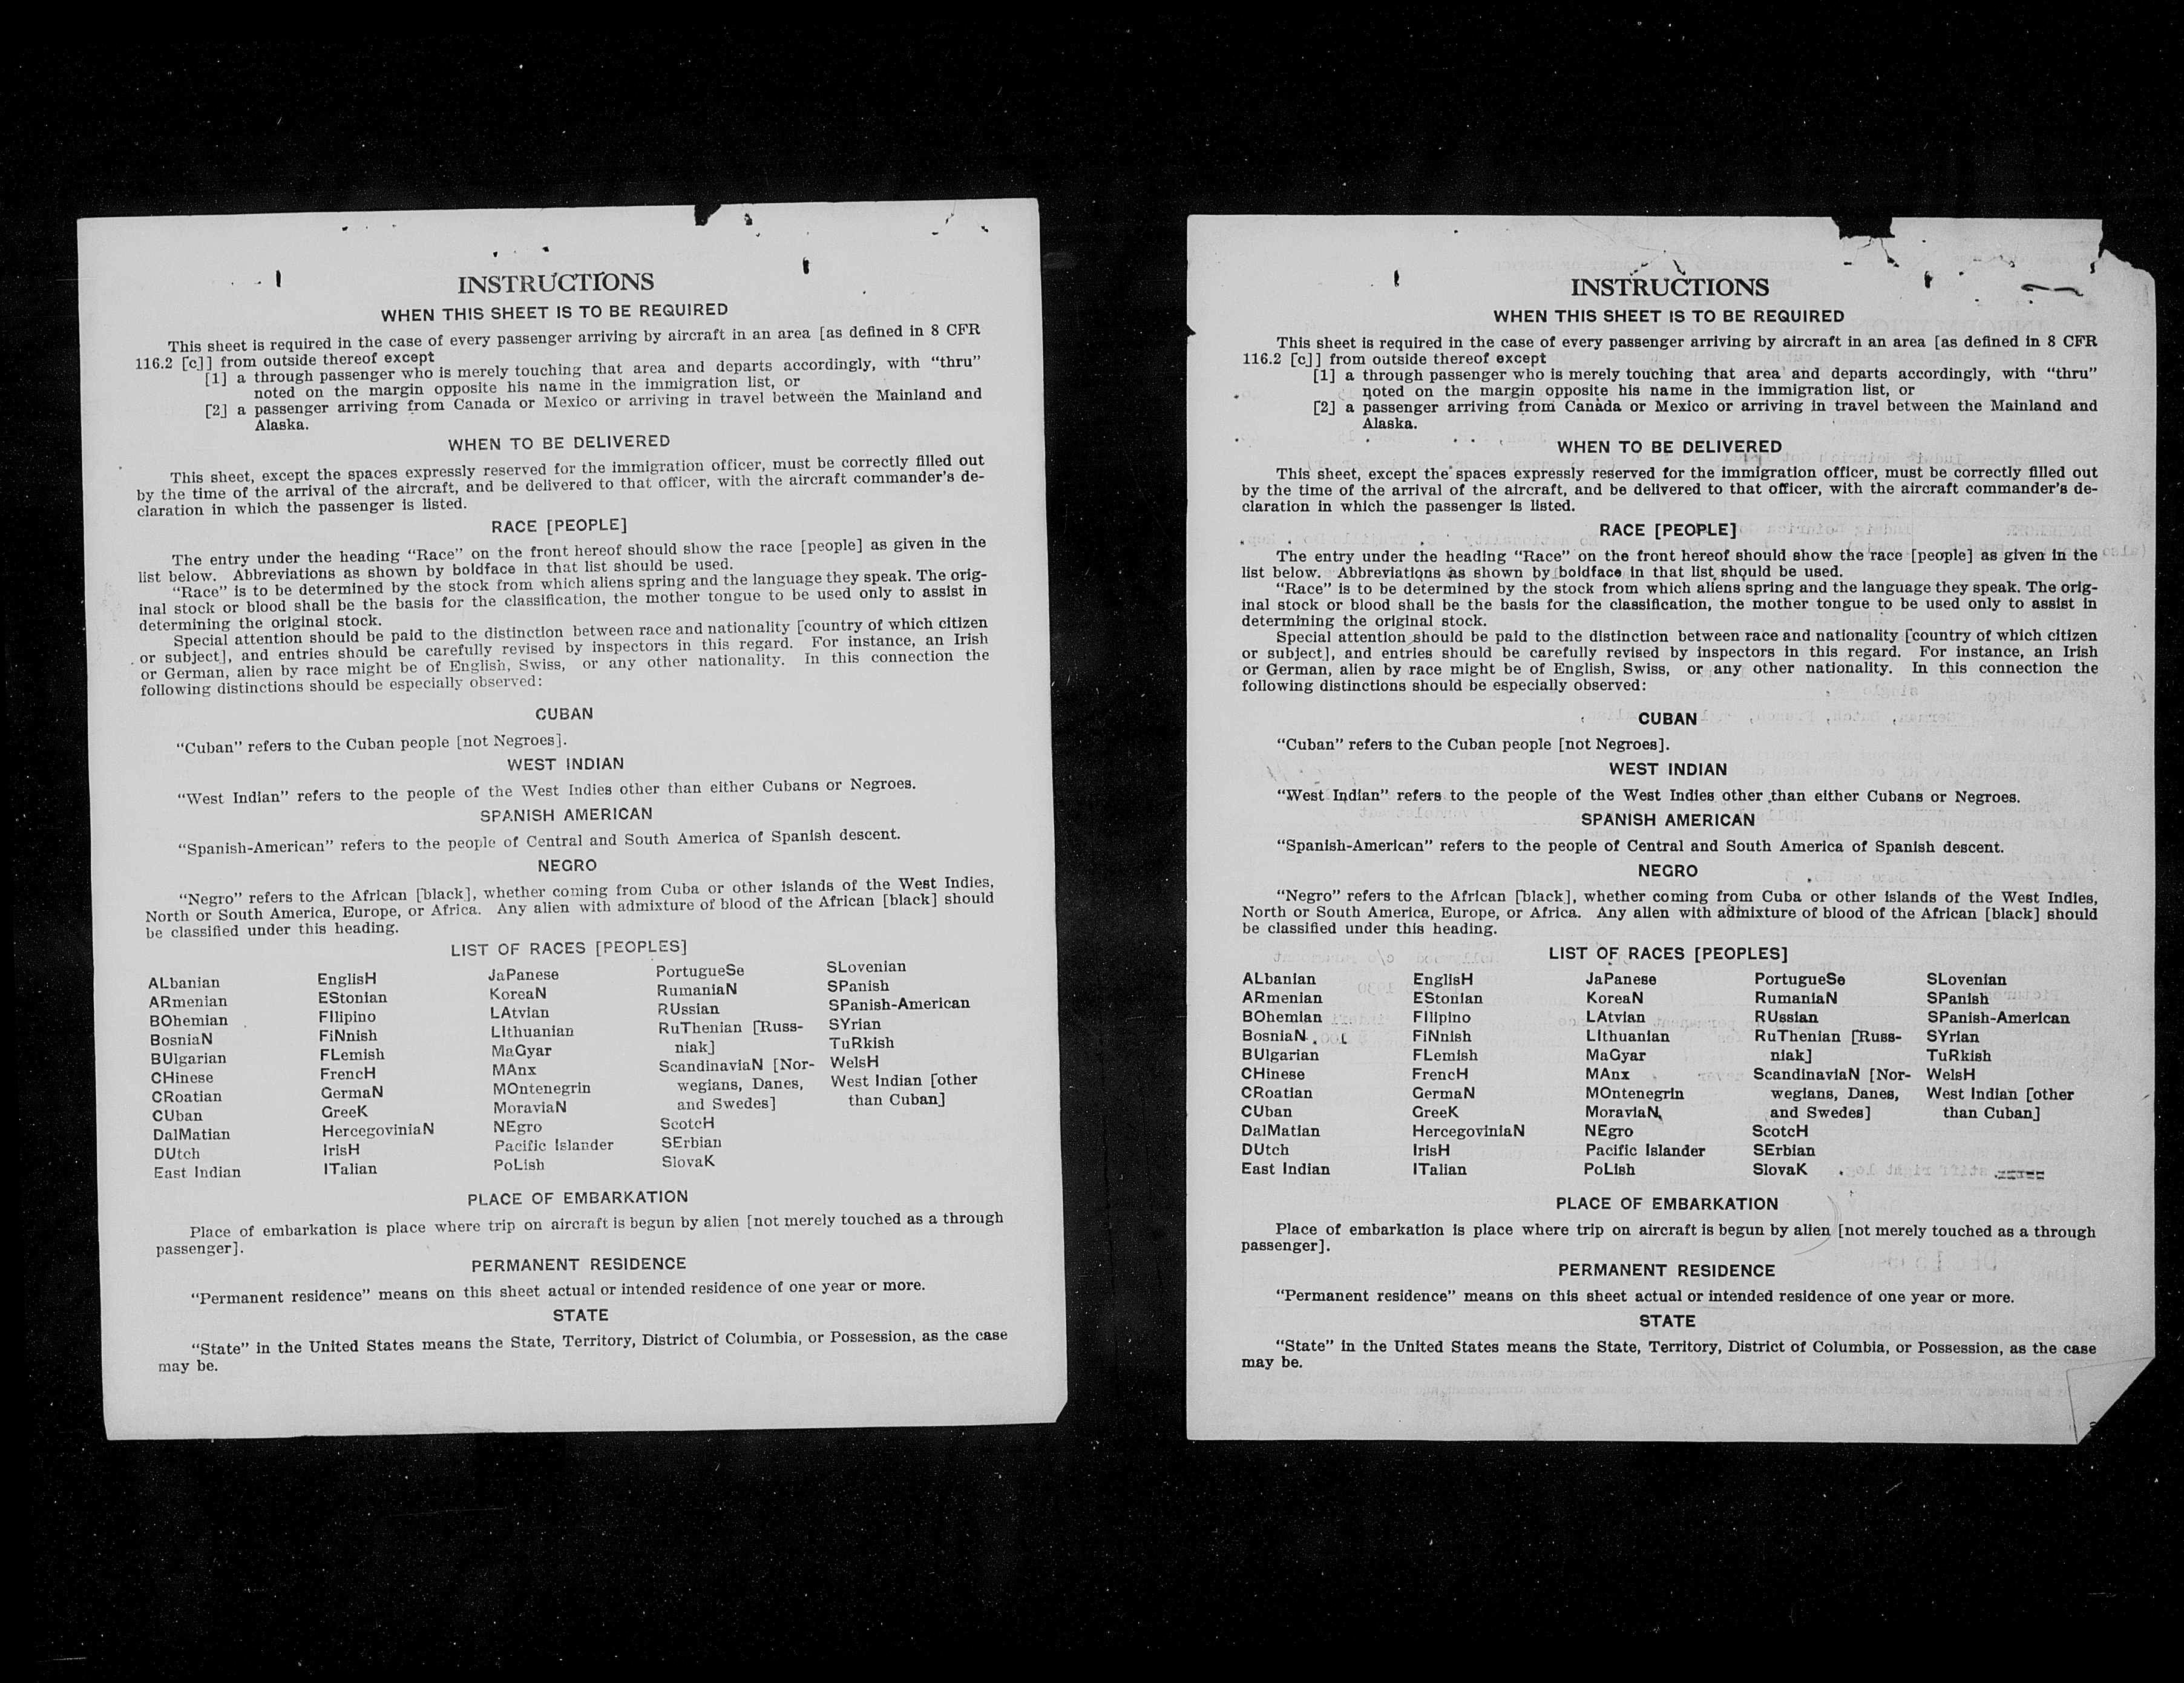 INSTRUCTIONS
WHEN THIS SHEET IS TO BE REQUIRED
This sheet is required in the case of every passenger arriving by aircraft in an area [as defined in 8 CFR
116.2 [c]] from outside thereof except
[1] a through passenger who is merely touching that area and departs accordingly, with “thru”
noted on the margin opposite his name in the immigration list, or
[2] a passenger arriving from Canada or Mexico or arriving in travel between the Mainland and
Alaska.
WHEN TO BE DELIVERED
This sheet, except the spaces expressly reserved for the immigration officer, must be correctly filled out
by the time of the arrival of the aircraft, and be delivered to that officer, with the aircraft commander's de-
claration in which the passenger is listed.
RACE [PEOPLE]
The entry under the heading “Race” on the front hereof should show the race [people] as given in the
list below. Abbreviations as shown by boldface in that list should be used.
“Race” is to be determined by the stock from which aliens spring and the language they speak. The orig-
inal stock or blood shall be the basis for the classification, the mother tongue to be used only to assist in
determining the original stock.
Special attention should be paid to the distinction between race and nationality [country of which citizen
or subject], and entries should be carefully revised by inspectors in this regard. For instance, an Irish
or German, alien by race might be of English, Swiss, or any other nationality. In this connection the
following distinctions should be especially observed:
CUBAN
“Cuban” refers to the Cuban people [not Negroes].
WEST INDIAN
“West Indian” refers to the people of the West Indies other than either Cubans or Negroes.
SPANISH AMERICAN
“Spanish-American” refers to the people of Central and South America of Spanish descent.
NEGRO
“Negro” refers to the African [black], whether coming from Cuba or other islands of the West Indies,
North or South America, Europe, or Africa. Any alien with admixture of blood of the African [black] should
be classified under this heading.
LIST OF RACES [PEOPLES]
ALbanian
ARmenian
BOhemian
BosniaN
BUlgarian
CHinese
CRoatian
CUban
DalMatian
DUtch
East Indian
EnglisH
EStonian
FIlipino
FiNnish
FLemish
FrencH
GermaN
GreeK
HercegoviniaN
IrisH
ITalian
JaPanese
KoreaN
LAtvian
LIthuanian
MaGyar
MAnx
MOntenegrin
MoraviaN
NEgro
Pacific Islander
PoLish
PortugueSe
RumaniaN
RUssian
RuThenian [Russ-
niak]
ScandinaviaN [Nor-
wegians, Danes,
and Swedes]
ScotcH
SErbian
SlovaK
SLovenian
SPanish
SPanish-American
SYrian
TuRkish
WelsH
West Indian [other
than Cuban]
PLACE OF EMBARKATION
Place of embarkation is place where trip on aircraft is begun by alien [not merely touched as a through
passenger].
PERMANENT RESIDENCE
“Permanent residence” means on this sheet actual or intended residence of one year or more.
STATE
“State” in the United States means the State, Territory, District of Columbia, or Possession, as the case
may be.
INSTRUCTIONS
WHEN THIS SHEET IS TO BE REQUIRED
This sheet is required in the case of every passenger arriving by aircraft in an area [as defined in 8 CFR
116.2 [c]] from outside thereof except
[1] a through passenger who is merely touching that area and departs accordingly, with “thru”
noted on the margin opposite his name in the immigration list, or
[2] a passenger arriving from Canada or Mexico or arriving in travel between the Mainland and
Alaska.
WHEN TO BE DELIVERED
This sheet, except the spaces expressly reserved for the immigration officer, must be correctly filled out
by the time of the arrival of the aircraft, and be delivered to that officer, with the aircraft commander's de-
claration in which the passenger is listed.
RACE [PEOPLE]
The entry under the heading “Race” on the front hereof should show the race [people] as given in the
list below. Abbreviations as shown by boldface in that list should be used.
“Race” is to be determined by the stock from which aliens spring and the language they speak. The orig-
inal stock or blood shall be the basis for the classification, the mother tongue to be used only to assist in
determining the original stock.
Special attention should be paid to the distinction between race and nationality [country of which citizen
or subject], and entries should be carefully revised by inspectors in this regard. For instance, an Irish
or German, alien by race might be of English, Swiss, or any other nationality. In this connection the
following distinctions should be especially observed:
CUBAN
“Cuban” refers to the Cuban people [not Negroes].
WEST INDIAN
“West Indian” refers to the people of the West Indies other than either Cubans or Negroes.
SPANISH AMERICAN
“Spanish-American” refers to the people of Central and South America of Spanish descent.
NEGRO
“Negro” refers to the African [black], whether coming from Cuba or other islands of the West Indies,
North or South America, Europe, or Africa. Any alien with admixture of blood of the African [black] should
be classified under this heading.
LIST OF RACES [PEOPLES]
ALbanian
ARmenian
BOhemian
BosniaN
BUlgarian
CHinese
CRoatian
CUban
DalMatian
DUtch
East Indian
EnglisH
EStonian
FIlipino
FiNnish
FLemish
FrencH
GermaN
GreeK
HercegoviniaN
IrisH
ITalian
JaPanese
KoreaN
LAtvian
LIthuanian
MaGyar
MAnx
MOntenegrin
MoraviaN
NEgro
Pacific Islander
PoLish
PortugueSe
RumaniaN
RUssian
RuThenian [Russ-
niak]
ScandinaviaN [Nor-
wegians, Danes,
and Swedes]
ScotcH
SErbian
SlovaK
SLovenian
SPanish
SPanish-American
SYrian
TuRkish
WelsH
West Indian [other
than Cuban]
PLACE OF EMBARKATION
Place of embarkation is place where trip on aircraft is begun by alien [not merely touched as a through
passenger].
PERMANENT RESIDENCE
“Permanent residence” means on this sheet actual or intended residence of one year or more.
STATE
“State” in the United States means the State, Territory, District of Columbia, or Possession, as the case
may be.